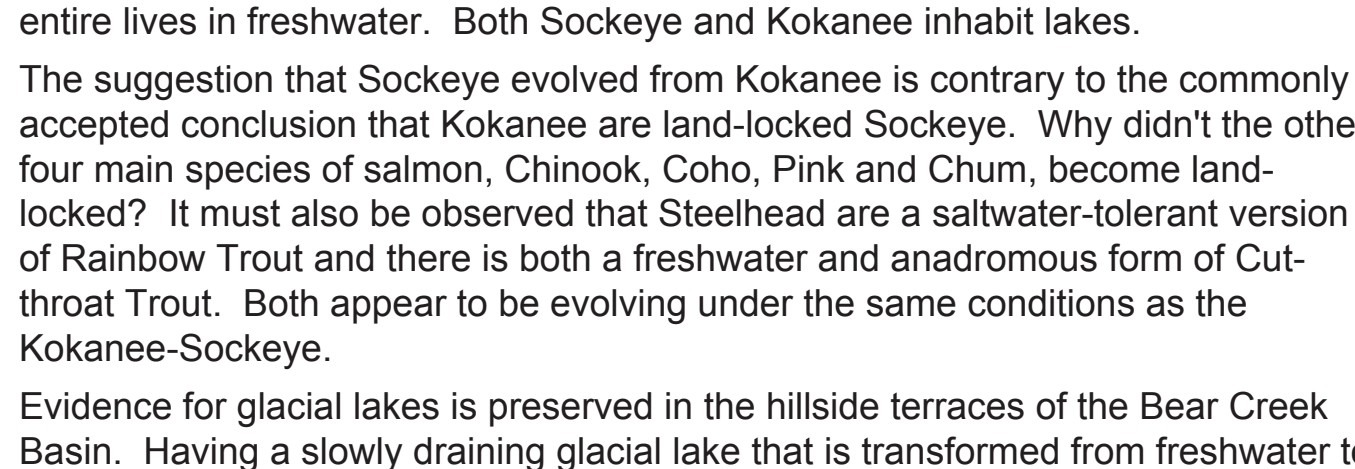 entire lives in freshwater.  Both Sockeye and Kokanee inhabit lakes.
The suggestion that Sockeye evolved from Kokanee is contrary to the commonly
accepted conclusion that Kokanee are land-locked Sockeye.  Why didn't the othe
four main species of salmon, Chinook, Coho, Pink and Chum, become land-
locked?  It must also be observed that Steelhead are a saltwater-tolerant version
of Rainbow Trout and there is both a freshwater and anadromous form of Cut-
throat Trout.  Both appear to be evolving under the same conditions as the
Kokanee-Sockeye.
Evidence for glacial lakes is preserved in the hillside terraces of the Bear Creek
Basin.  Having a slowly draining glacial lake that is transformed from freshwater to